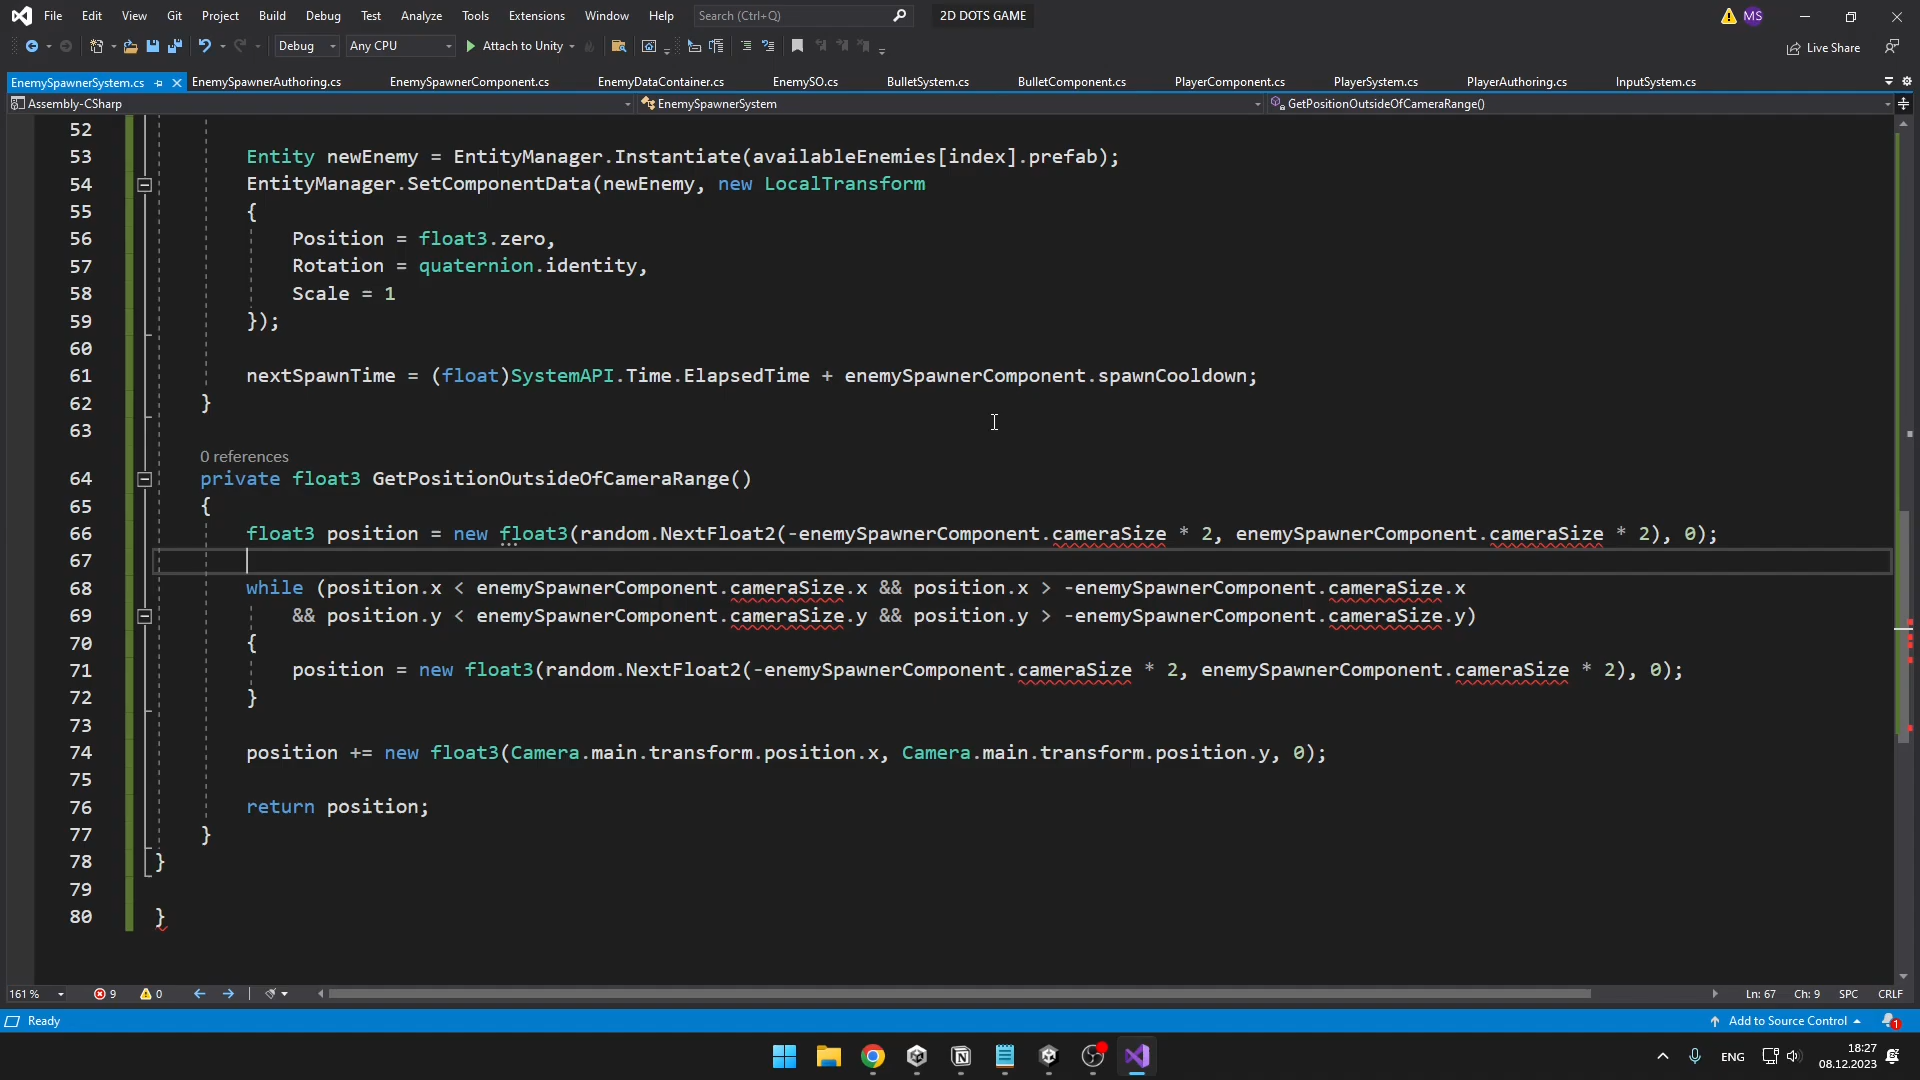 File Edit View Git Project Build Debug Test Analyze Tools Extensions Window Help Search (Ctrl+Q) 2D DOTS GAME MS
Debug Any CPU Attach to Unity Live Share
EnemySpawnerSystem.cs EnemySpawnerAuthoring.cs EnemySpawnerComponent.cs EnemyDataContainer.cs EnemySO.cs BulletSystem.cs BulletComponent.cs PlayerComponent.cs PlayerSystem.cs PlayerAuthoring.cs InputSystem.cs
Assembly-CSharp EnemySpawnerSystem GetPositionOutsideOfCameraRange()
52
53 Entity newEnemy = EntityManager.Instantiate(availableEnemies[index].prefab);
54 EntityManager.SetComponentData(newEnemy, new LocalTransform
55 {
56 Position = float3.zero,
57 Rotation = quaternion.identity,
58 Scale = 1
59 });
60
61 nextSpawnTime = (float)SystemAPI.Time.ElapsedTime + enemySpawnerComponent.spawnCooldown;
62 }
63
0 references
64 private float3 GetPositionOutsideOfCameraRange()
65 {
66 float3 position = new float3(random.NextFloat2(-enemySpawnerComponent.cameraSize * 2, enemySpawnerComponent.cameraSize * 2), 0);
67
68 while (position.x < enemySpawnerComponent.cameraSize.x && position.x > -enemySpawnerComponent.cameraSize.x
69 && position.y < enemySpawnerComponent.cameraSize.y && position.y > -enemySpawnerComponent.cameraSize.y)
70 {
71 position = new float3(random.NextFloat2(-enemySpawnerComponent.cameraSize * 2, enemySpawnerComponent.cameraSize * 2), 0);
72 }
73
74 position += new float3(Camera.main.transform.position.x, Camera.main.transform.position.y, 0);
75
76 return position;
77 }
78 }
79
80 }
161 % 9 0 Ln: 67 Ch: 9 SPC CRLF
Ready Add to Source Control 1
ENG 18:27
08.12.2023